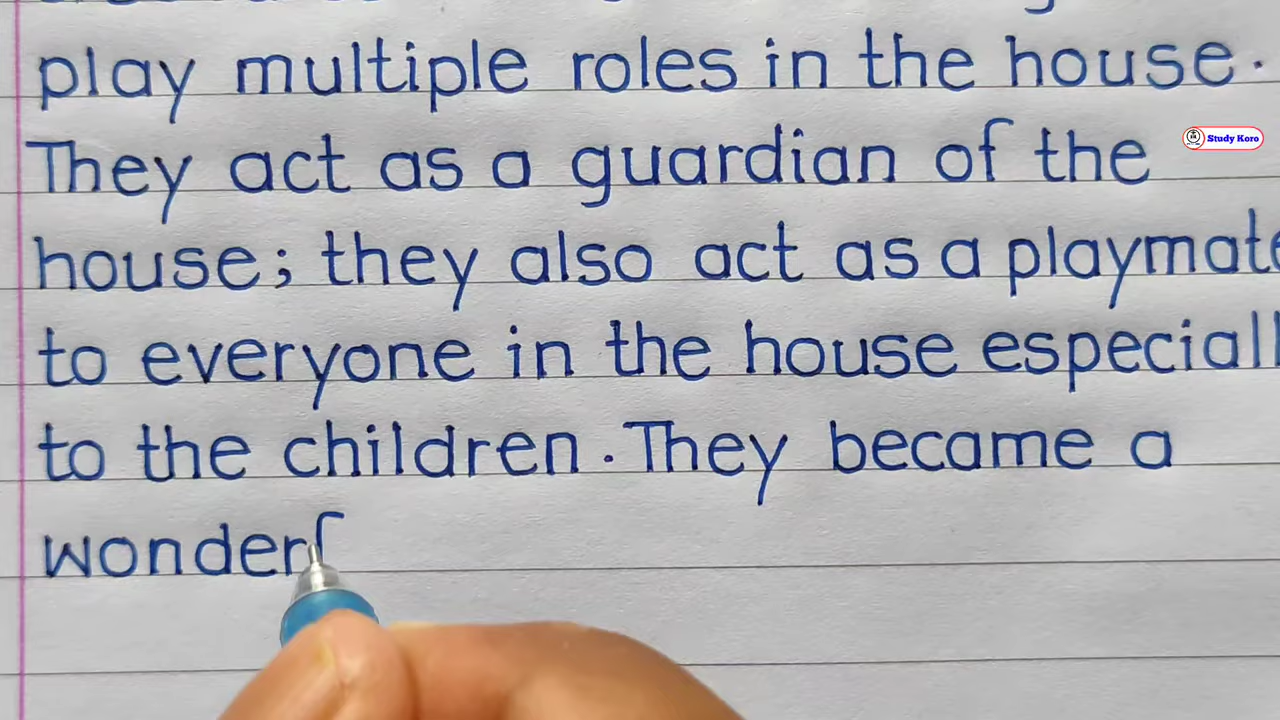 play multiple roles in the house.
They act as a guardian of the
Study Koro
house; they also act as a playmate
to everyone in the house especiall
to the children. They became a
wonderf